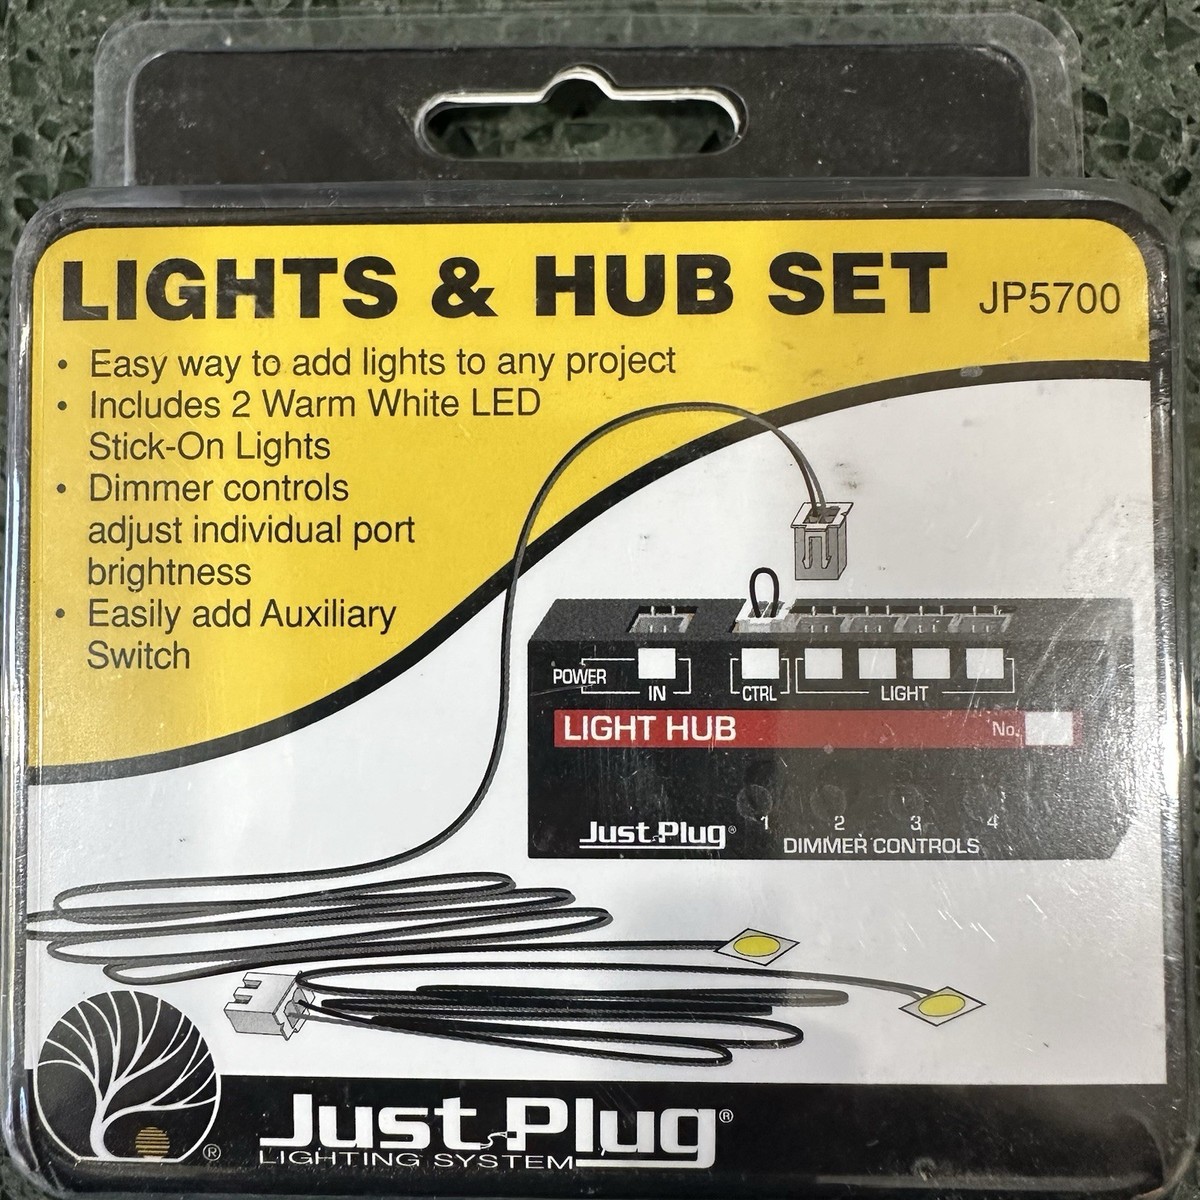 LIGHTS & HUB SET JP5700
• Easy way to add lights to any project
• Includes 2 Warm White LED
Stick-On Lights
• Dimmer controls
adjust individual port
brightness
• Easily add Auxiliary
Switch
POWER IN CTRL LIGHT
LIGHT HUB No.
1 2 3 4
Just Plug® DIMMER CONTROLS
Just Plug®
LIGHTING SYSTEM
®